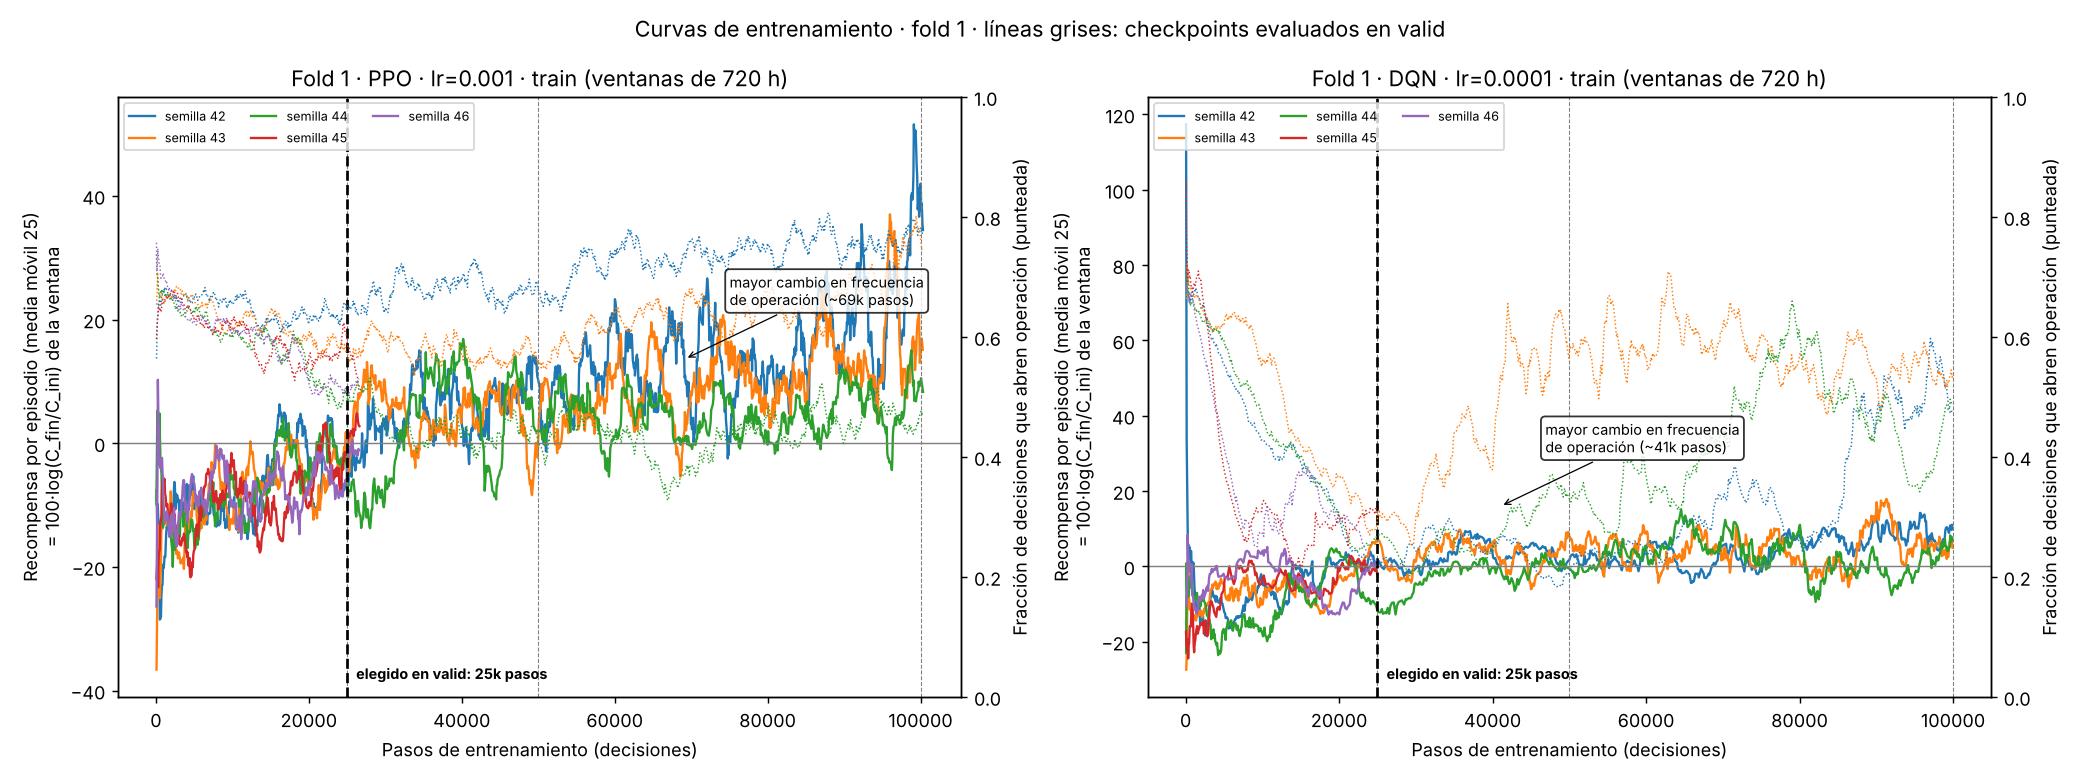 Curvas de entrenamiento · fold 1 · líneas grises: checkpoints evaluados en valid
Fold 1 · PPO · lr=0.001 · train (ventanas de 720 h)
semilla 42
semilla 43
semilla 44
semilla 45
semilla 46
Recompensa por episodio (media móvil 25)
= 100·log(C_fin/C_ini) de la ventana
40
20
0
−20
−40
mayor cambio en frecuencia
de operación (~69k pasos)
elegido en valid: 25k pasos
1.0
0.8
0.6
0.4
0.2
0.0
Fracción de decisiones que abren operación (punteada)
0
20000
40000
60000
80000
100000
Pasos de entrenamiento (decisiones)
Fold 1 · DQN · lr=0.0001 · train (ventanas de 720 h)
semilla 42
semilla 43
semilla 44
semilla 45
semilla 46
Recompensa por episodio (media móvil 25)
= 100·log(C_fin/C_ini) de la ventana
120
100
80
60
40
20
0
−20
mayor cambio en frecuencia
de operación (~41k pasos)
elegido en valid: 25k pasos
1.0
0.8
0.6
0.4
0.2
0.0
Fracción de decisiones que abren operación (punteada)
0
20000
40000
60000
80000
100000
Pasos de entrenamiento (decisiones)